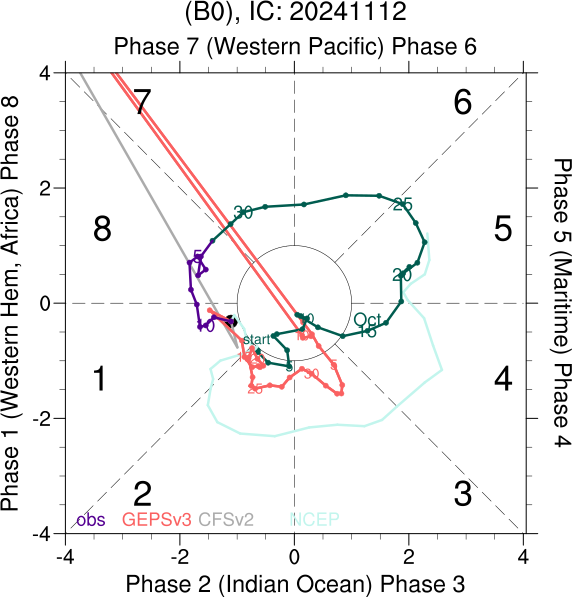 (B0), IC: 20241112
Phase 7 (Western Pacific) Phase 6
Phase 1 (Western Hem, Africa) Phase 8
Phase 5 (Maritime) Phase 4
4
2
0
-2
-4
7 6
8 5
1 4
2 3
30 25
5
20
Oct
15
start
5
30
25
obs GEPSv3 CFSv2 NCEP
-4 -2 0 2 4
Phase 2 (Indian Ocean) Phase 3